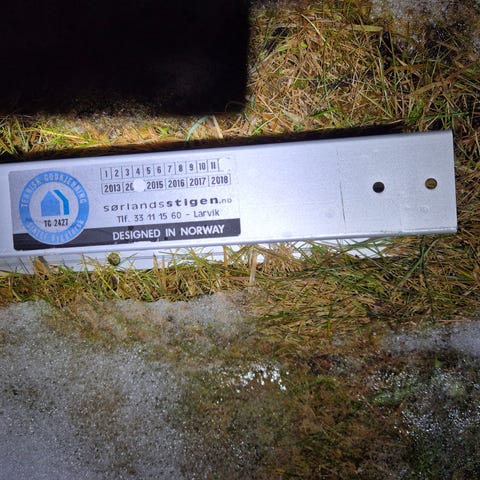 1 2 3 4 5 6 7 8 9 10 11
2013 20 2015 2016 2017 2018
sørlandsstigen.no
Tlf. 33 11 15 60 - Larvik
DESIGNED IN NORWAY
TEKNISK GODKJENNING
TG 2427